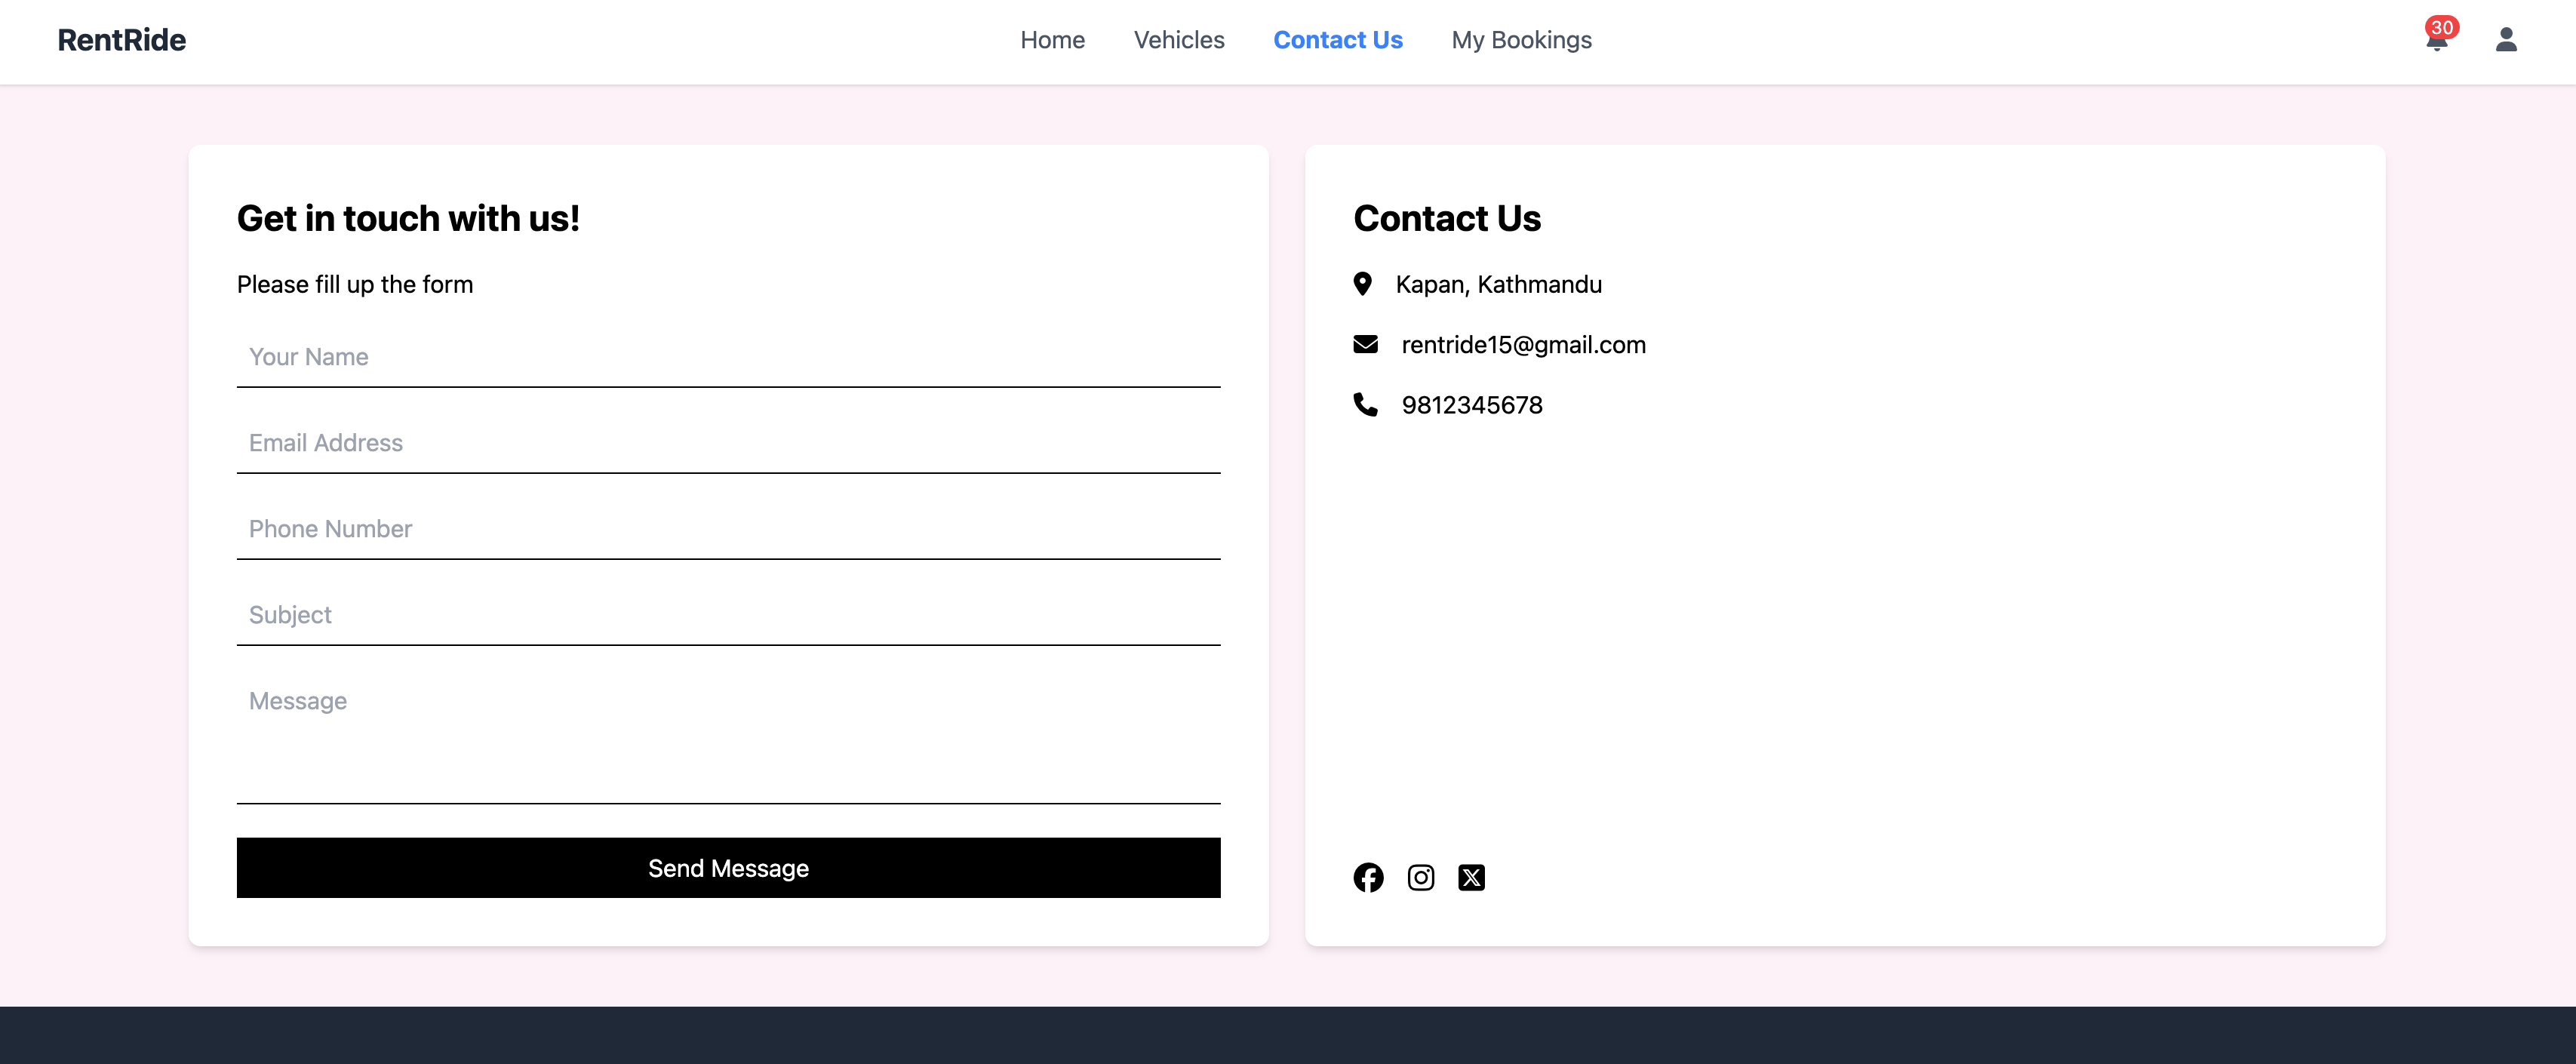 RentRide
Home
Vehicles
Contact Us
My Bookings
30
Get in touch with us!
Please fill up the form
Your Name
Email Address
Phone Number
Subject
Message
Send Message
Contact Us
Kapan, Kathmandu
rentride15@gmail.com
9812345678